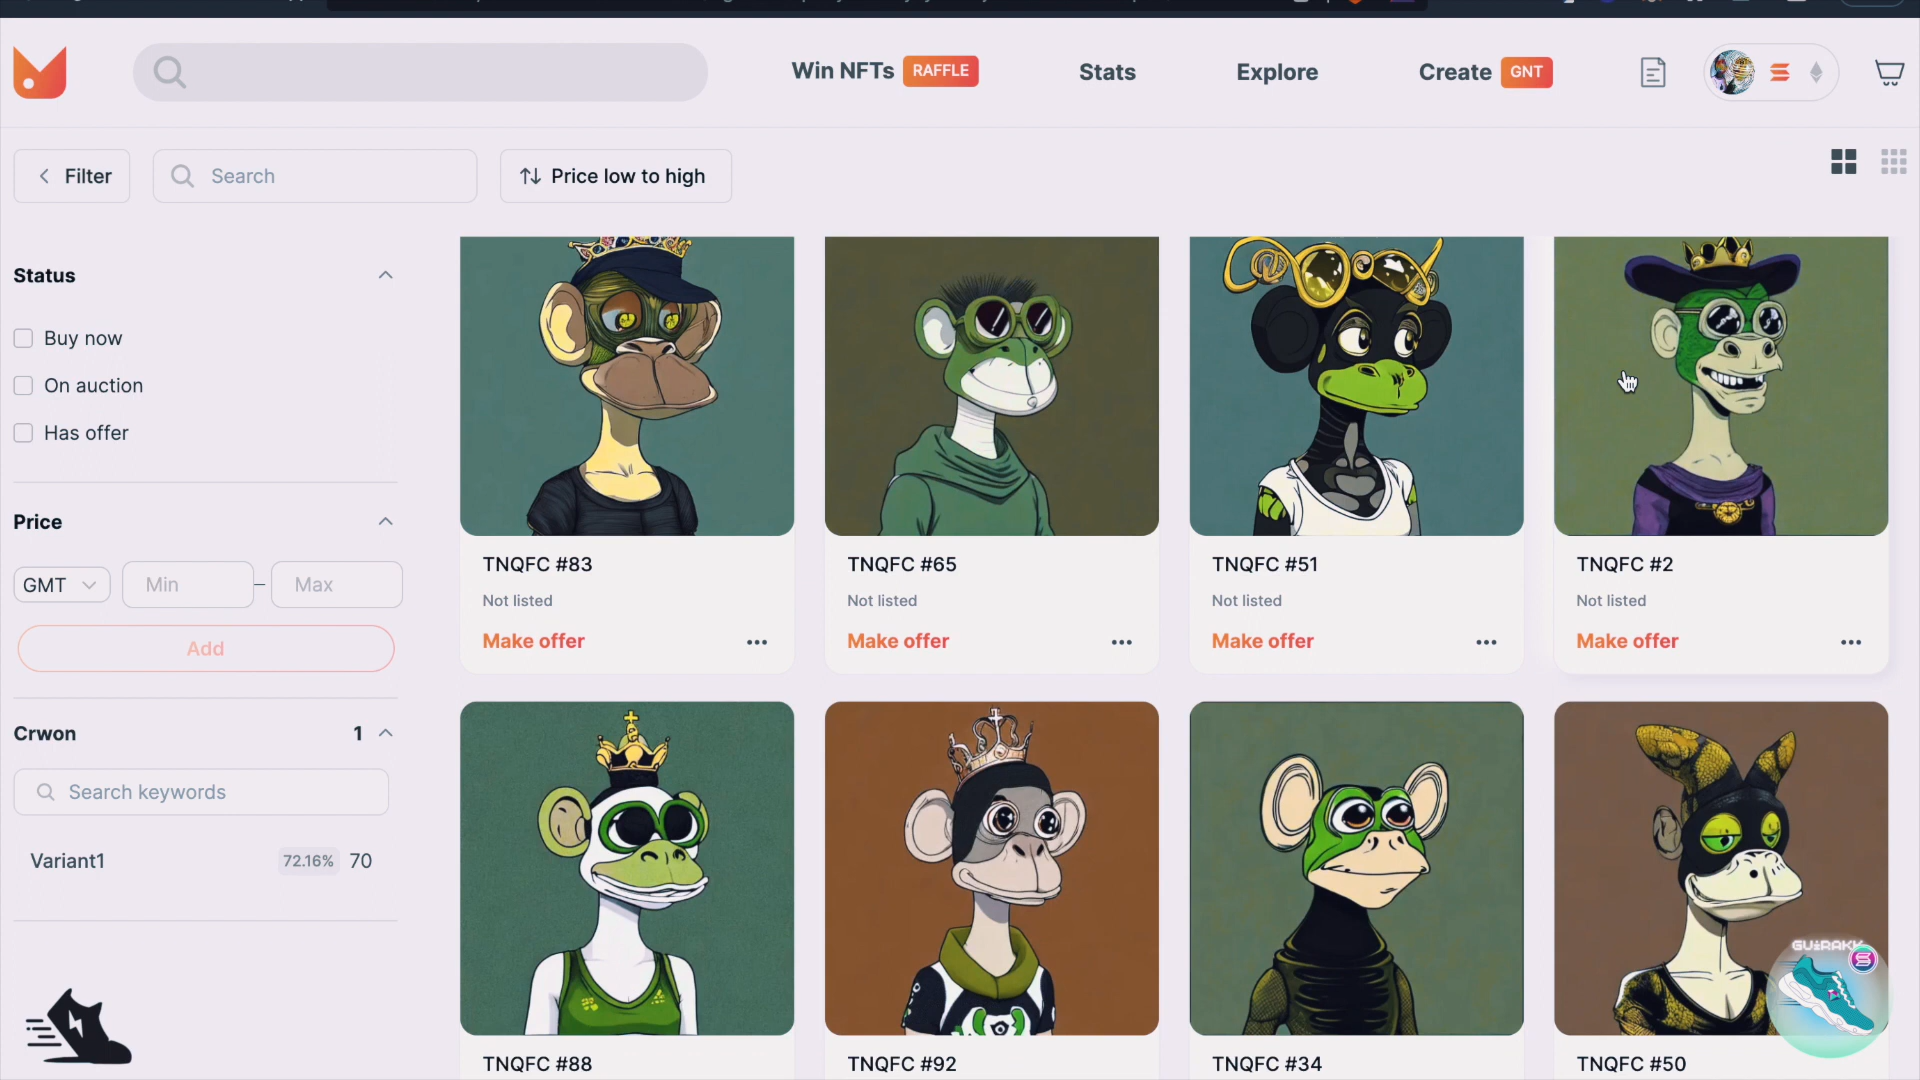 Win NFTs RAFFLE Stats Explore Create GNT
Filter Search Price low to high
Status
Buy now
On auction
Has offer
Price
GMT Min – Max
Add
Crwon 1
Search keywords
Variant1 72.16% 70
TNQFC #83
Not listed
Make offer
TNQFC #65
Not listed
Make offer
TNQFC #51
Not listed
Make offer
TNQFC #2
Not listed
Make offer
TNQFC #88
TNQFC #92
TNQFC #34
TNQFC #50
GUiRAKK